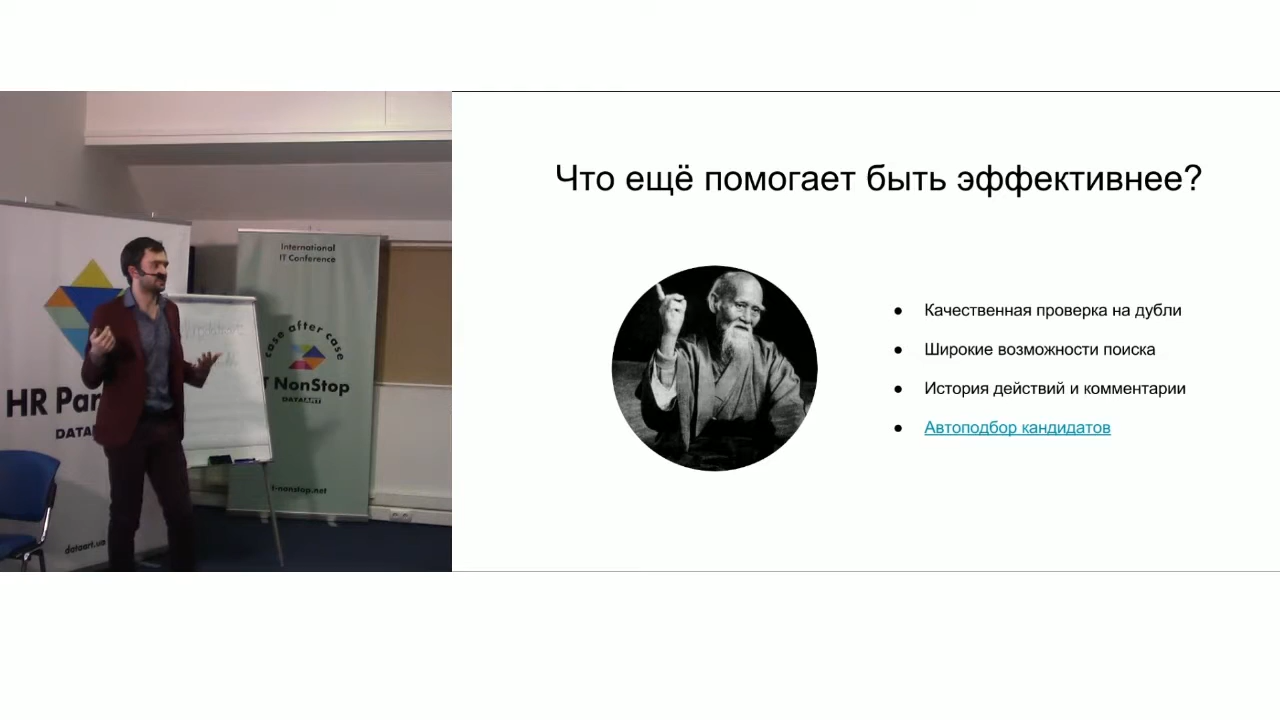 International
IT Conference
case after case
NonStop
DATAART
t-nonstop.net
HR Par
DATA
dataart.ua
Что ещё помогает быть эффективнее?
● Качественная проверка на дубли
● Широкие возможности поиска
● История действий и комментарии
● Автоподбор кандидатов